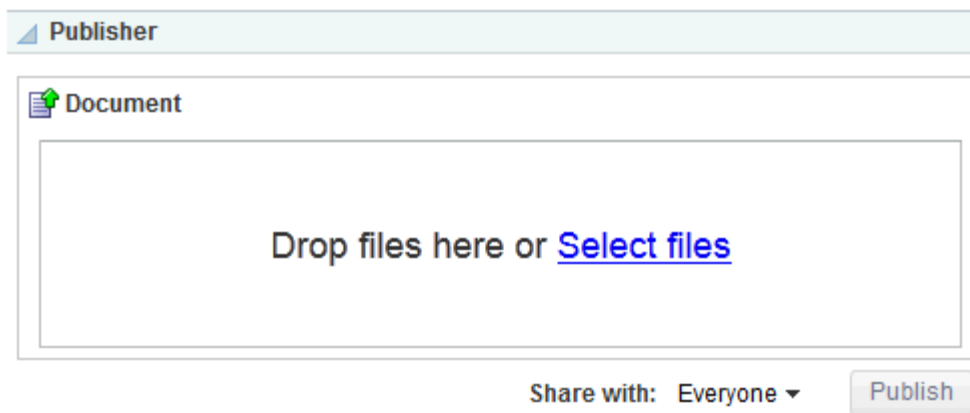 Publisher
Document
Drop files here or Select files
Share with: Everyone Publish